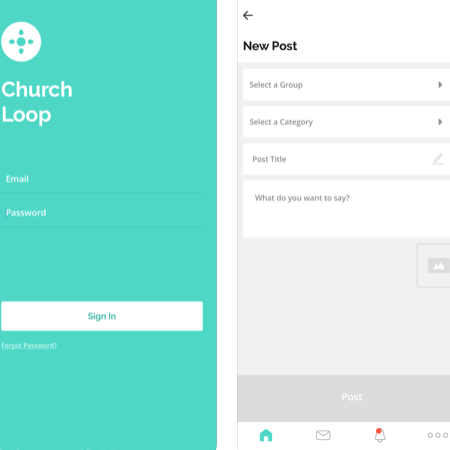 Church
Loop
Email
Password
Sign In
Forgot Password?
New Post
Select a Group
Select a Category
Post Title
What do you want to say?
Post